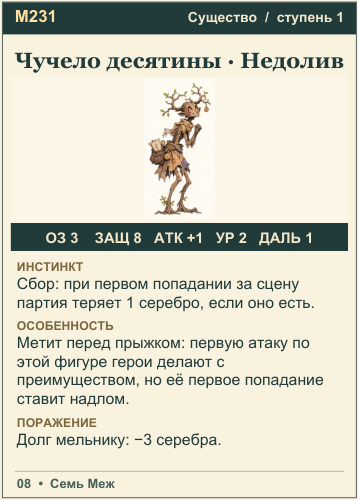 M231 Существо / ступень 1
Чучело десятины · Недолив
ОЗ 3 ЗАЩ 8 АТК +1 УР 2 ДАЛЬ 1
ИНСТИНКТ
Сбор: при первом попадании за сцену
партия теряет 1 серебро, если оно есть.
ОСОБЕННОСТЬ
Метит перед прыжком: первую атаку по
этой фигуре герои делают с
преимуществом, но её первое попадание
ставит надлом.
ПОРАЖЕНИЕ
Долг мельнику: −3 серебра.
08 • Семь Меж